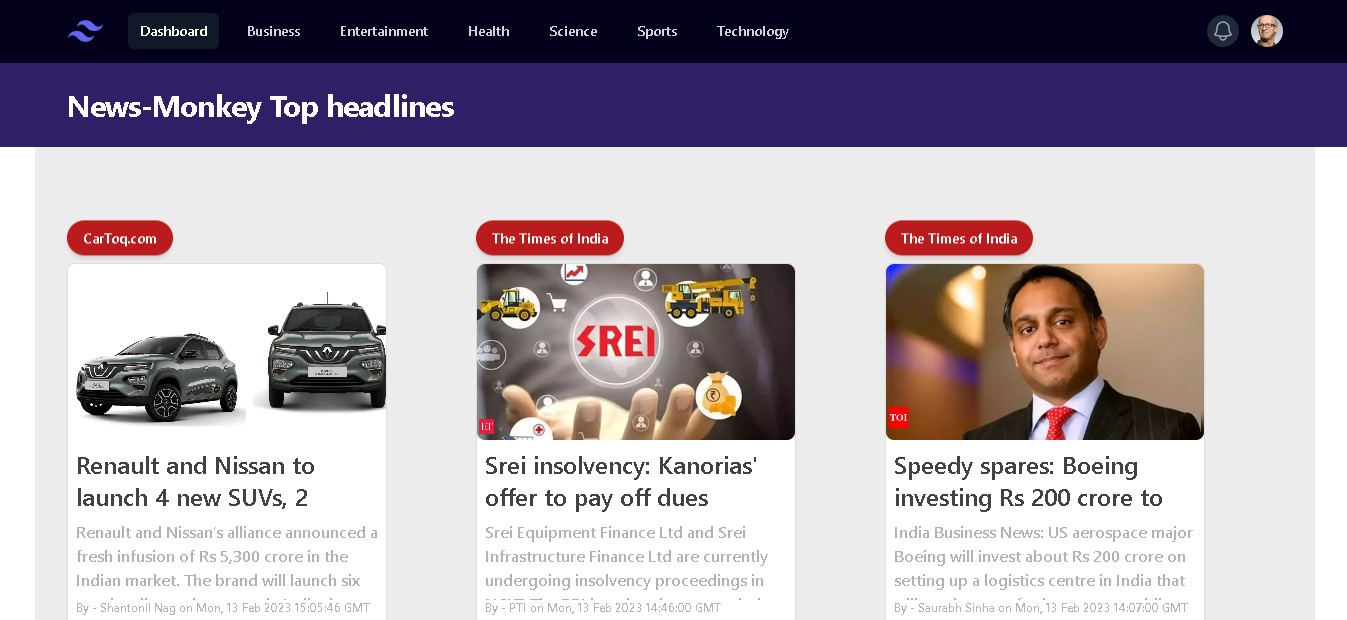 Dashboard Business Entertainment Health Science Sports Technology
News-Monkey Top headlines
CarToq.com
Renault and Nissan to
launch 4 new SUVs, 2
Renault and Nissan's alliance announced a
fresh infusion of Rs 5,300 crore in the
Indian market. The brand will launch six
By - Shantonil Nag on Mon, 13 Feb 2023 15:05:46 GMT
The Times of India
SREI
ET
Srei insolvency: Kanorias'
offer to pay off dues
Srei Equipment Finance Ltd and Srei
Infrastructure Finance Ltd are currently
undergoing insolvency proceedings in
By - PTI on Mon, 13 Feb 2023 14:46:00 GMT
The Times of India
TOI
Speedy spares: Boeing
investing Rs 200 crore to
India Business News: US aerospace major
Boeing will invest about Rs 200 crore on
setting up a logistics centre in India that
By - Saurabh Sinha on Mon, 13 Feb 2023 14:07:00 GMT